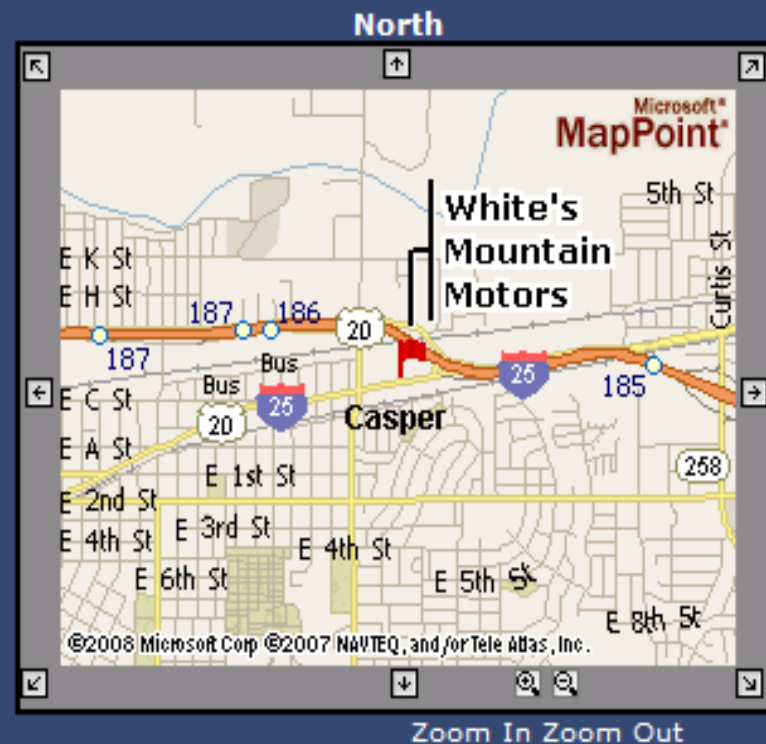 North
Microsoft®
MapPoint®
5th St
White's
Mountain
Motors
Curtis St
E K St
E H St
187
186
20
187
Bus
Bus
25
25
185
E C St
20
Casper
E A St
258
E 1st St
E 2nd St
E 3rd St
E 4th St
E 4th St
E 6th St
E 5th St
E 8th St
©2008 Microsoft Corp ©2007 NAVTEQ, and/or Tele Atlas, Inc.
Zoom In Zoom Out